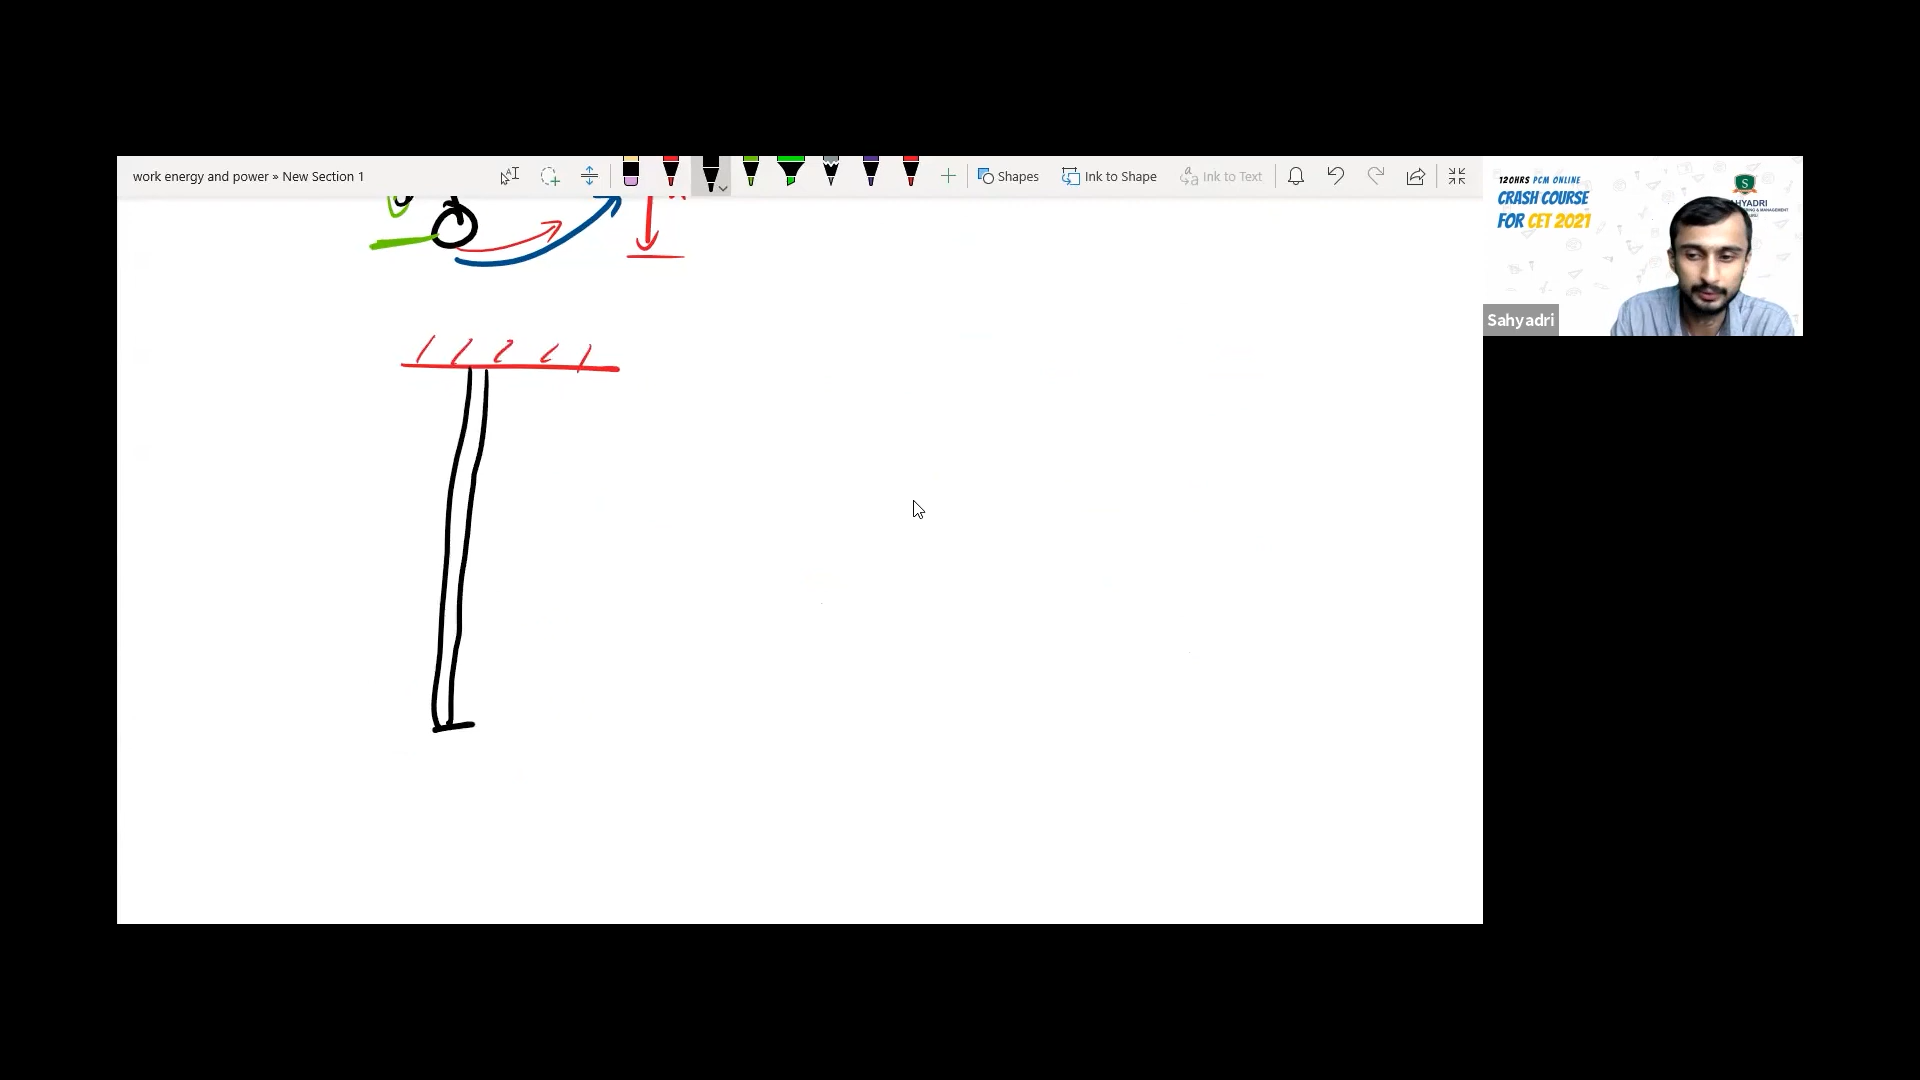 work energy and power » New Section 1
Shapes
Ink to Shape
Ink to Text
120HRS PCM ONLINE
CRASH COURSE
FOR CET 2021
S
HYADRI
Sahyadri